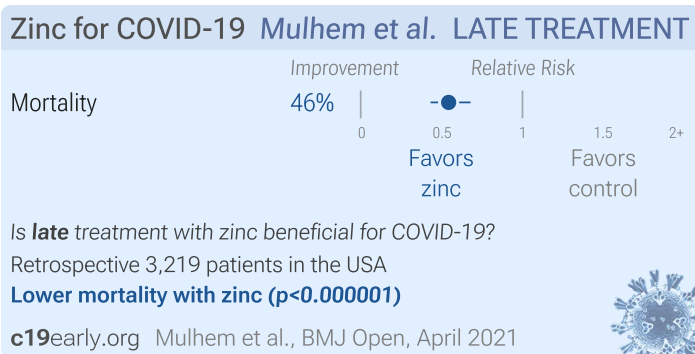 Zinc for COVID-19 Mulhem et al. LATE TREATMENT
Improvement Relative Risk
Mortality 46%
0 0.5 1 1.5 2+
Favors zinc Favors control
Is late treatment with zinc beneficial for COVID-19?
Retrospective 3,219 patients in the USA
Lower mortality with zinc (p<0.000001)
c19early.org Mulhem et al., BMJ Open, April 2021